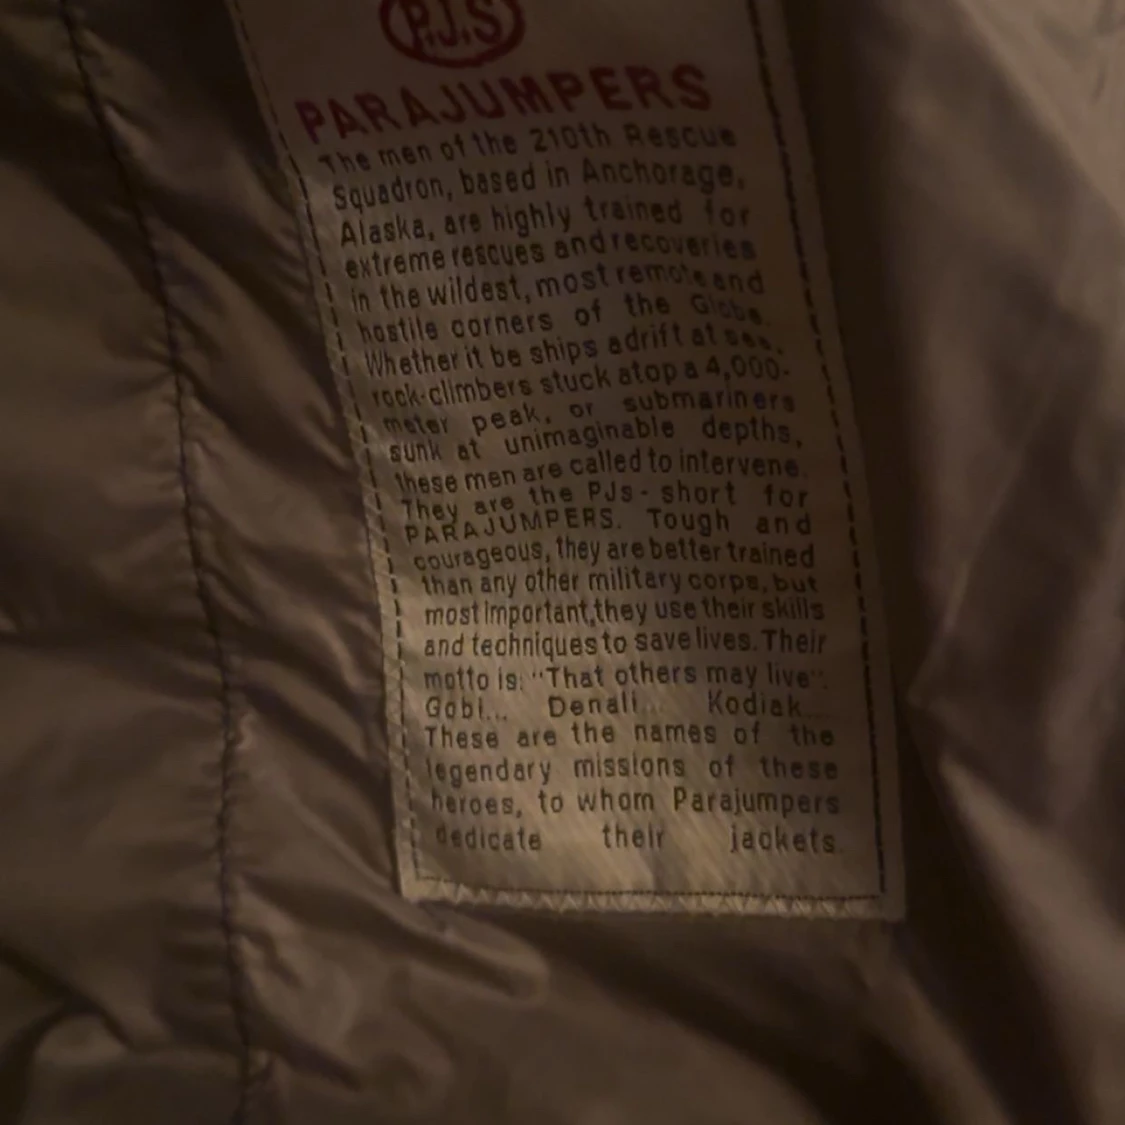 P.J.S
PARAJUMPERS
The men of the 210th Rescue
Squadron, based in Anchorage,
Alaska, are highly trained for
extreme rescues and recoveries
in the wildest, most remote and
hostile corners of the Globe.
Whether it be ships adrift at sea,
rock-climbers stuck atop a 4,000-
meter peak, or submariners
sunk at unimaginable depths,
these men are called to intervene.
They are the PJs - short for
PARAJUMPERS. Tough and
courageous, they are better trained
than any other military corps, but
most important, they use their skills
and techniques to save lives. Their
motto is: "That others may live".
Gobi... Denali... Kodiak...
These are the names of the
legendary missions of these
heroes, to whom Parajumpers
dedicate their jackets.